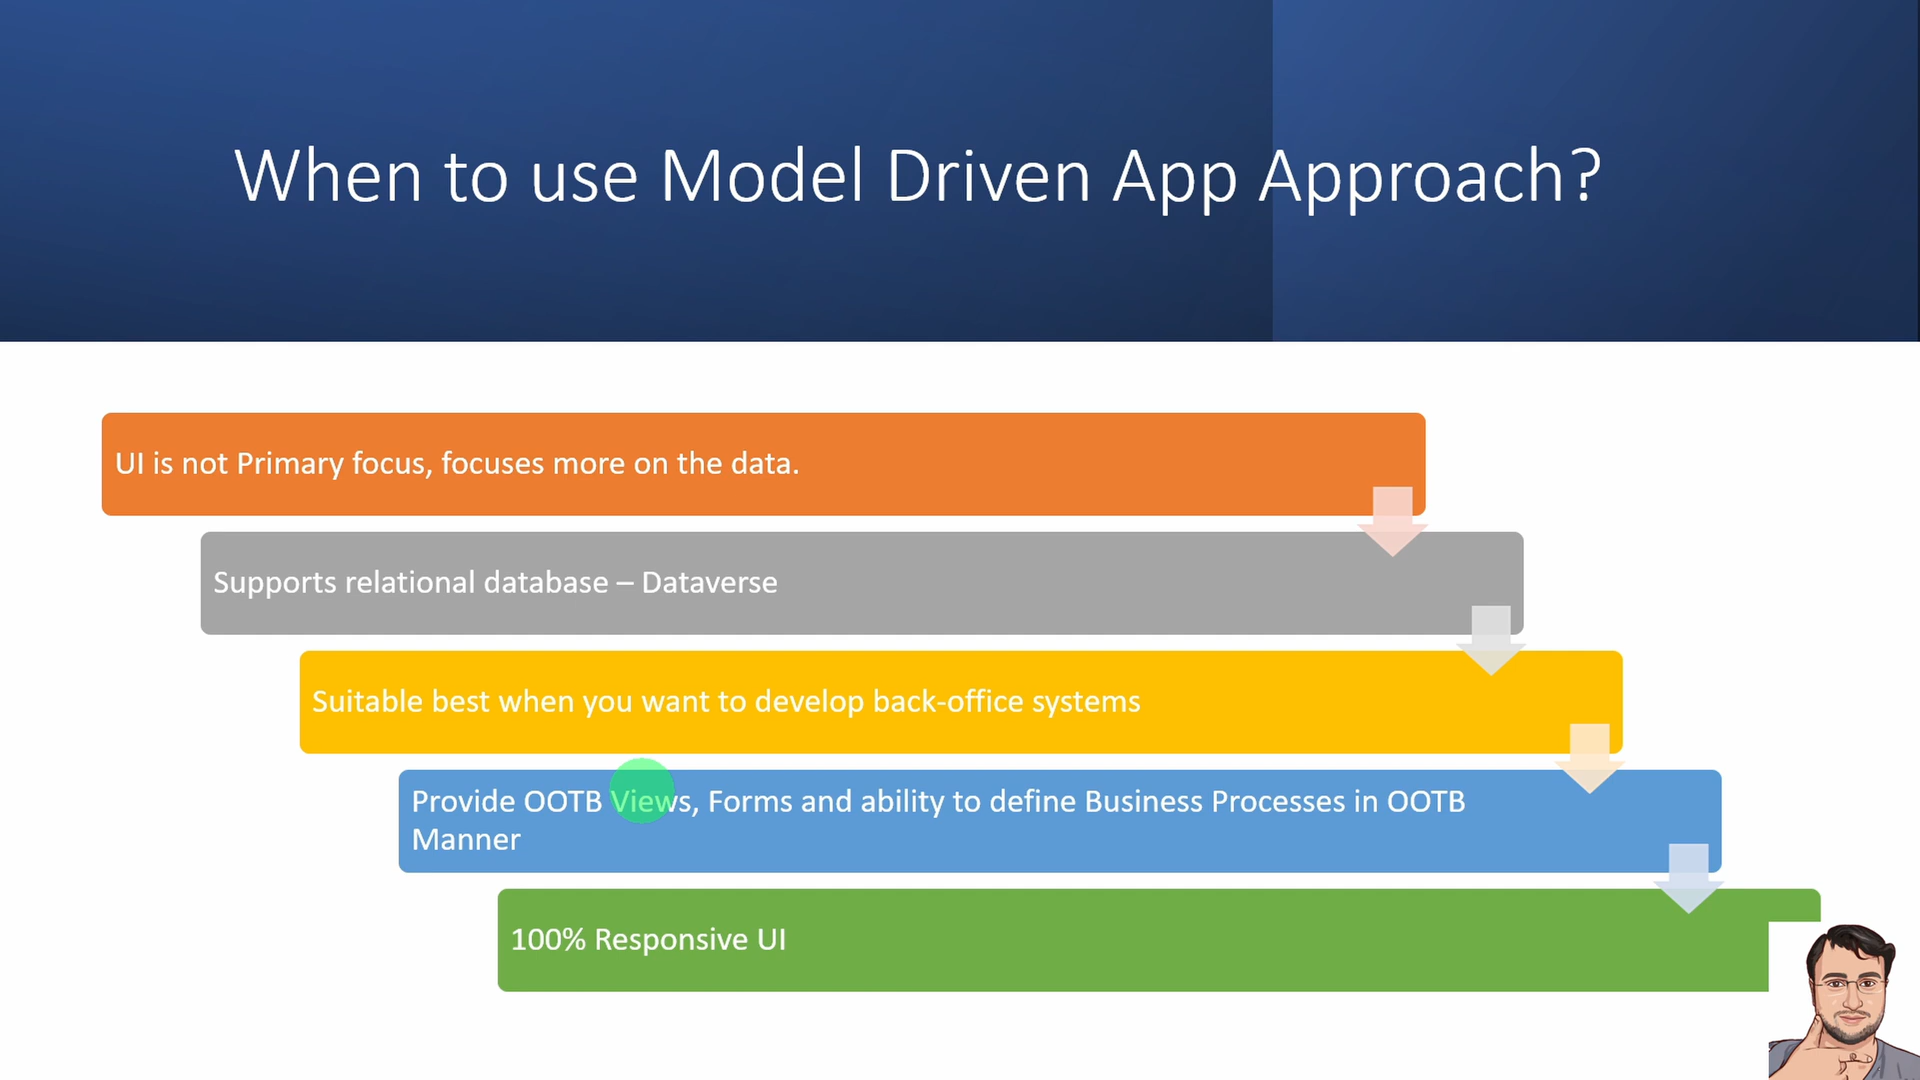 When to use Model Driven App Approach?
UI is not Primary focus, focuses more on the data.
Supports relational database – Dataverse
Suitable best when you want to develop back-office systems
Provide OOTB Views, Forms and ability to define Business Processes in OOTB
Manner
100% Responsive UI